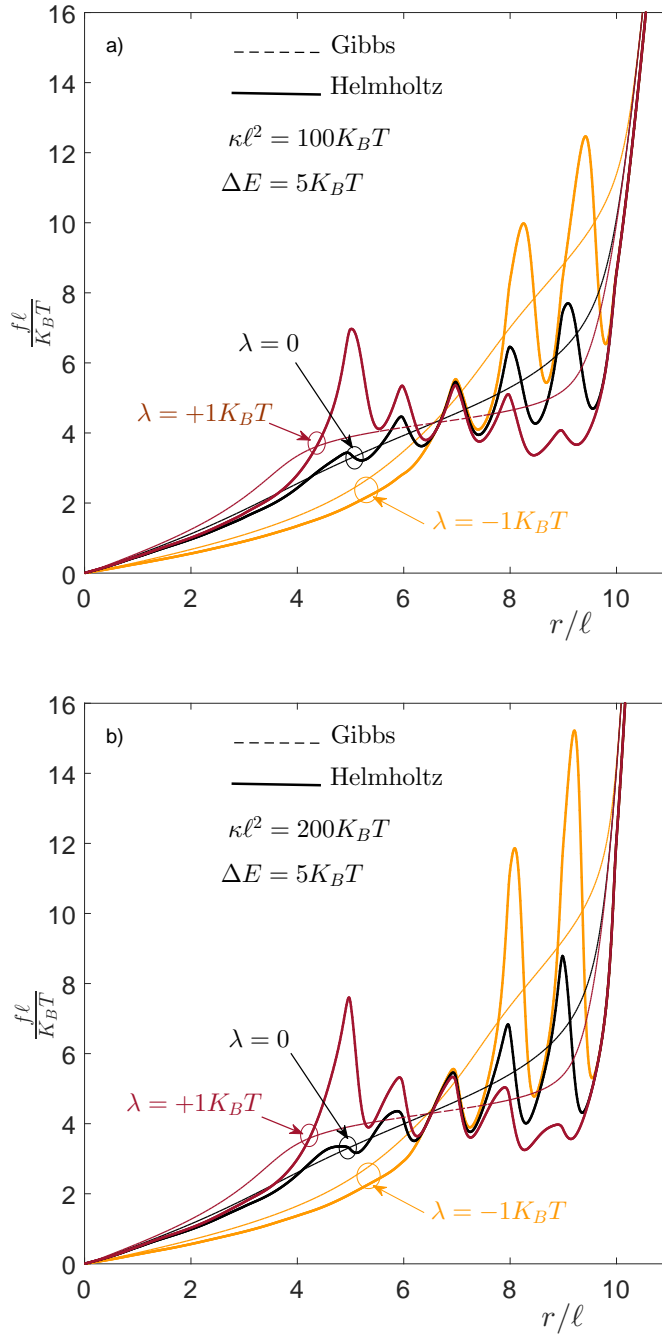 16
a)
Gibbs
14
Helmholtz
κℓ² = 100K_BT
12
ΔE = 5K_BT
10
fℓ/K_BT
8
λ = 0
6
λ = +1K_BT
4
2
λ = −1K_BT
0
0 2 4 6 8 10
r/ℓ
16
b)
Gibbs
14
Helmholtz
κℓ² = 200K_BT
12
ΔE = 5K_BT
10
fℓ/K_BT
8
λ = 0
6
λ = +1K_BT
4
2
λ = −1K_BT
0
0 2 4 6 8 10
r/ℓ